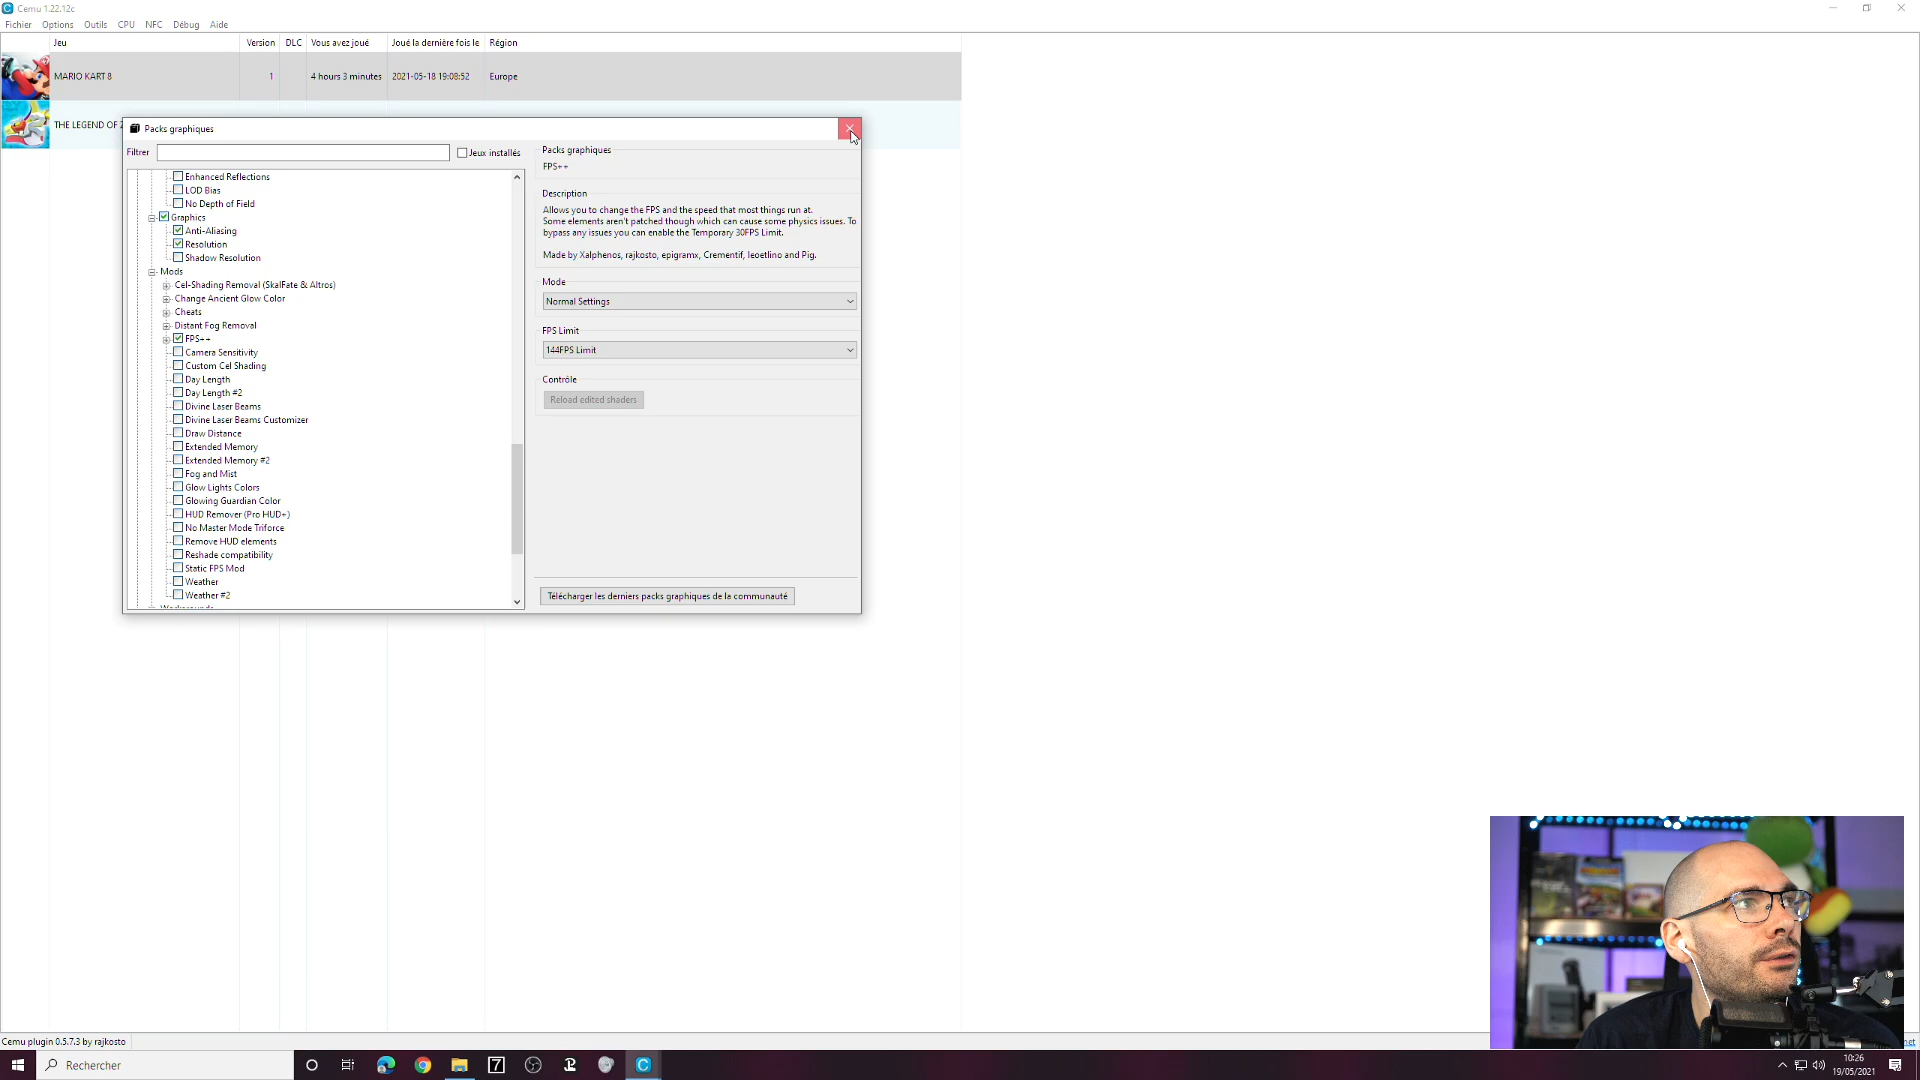 Cemu 1.22.12c
Fichier Options Outils CPU NFC Débug Aide
Jeu Version DLC Vous avez joué Joué la dernière fois le Région
MARIO KART 8 1 4 hours 3 minutes 2021-05-18 19:08:52 Europe
THE LEGEND OF
Packs graphiques
Filtrer Jeux installés
Enhanced Reflections
LOD Bias
No Depth of Field
Graphics
Anti-Aliasing
Resolution
Shadow Resolution
Mods
Cel-Shading Removal (SkalFate & Altros)
Change Ancient Glow Color
Cheats
Distant Fog Removal
FPS++
Camera Sensitivity
Custom Cel Shading
Day Length
Day Length #2
Divine Laser Beams
Divine Laser Beams Customizer
Draw Distance
Extended Memory
Extended Memory #2
Fog and Mist
Glow Lights Colors
Glowing Guardian Color
HUD Remover (Pro HUD+)
No Master Mode Triforce
Remove HUD elements
Reshade compatibility
Static FPS Mod
Weather
Weather #2
Packs graphiques
FPS++
Description
Allows you to change the FPS and the speed that most things run at.
Some elements aren't patched though which can cause some physics issues. To
bypass any issues you can enable the Temporary 30FPS Limit.
Made by Xalphenos, rajkosto, epigramx, Crementif, leoetlino and Pig.
Mode
Normal Settings
FPS Limit
144FPS Limit
Contrôle
Reload edited shaders
Télécharger les derniers packs graphiques de la communauté
Cemu plugin 0.5.7.3 by rajkosto
Rechercher
10:26
19/05/2021